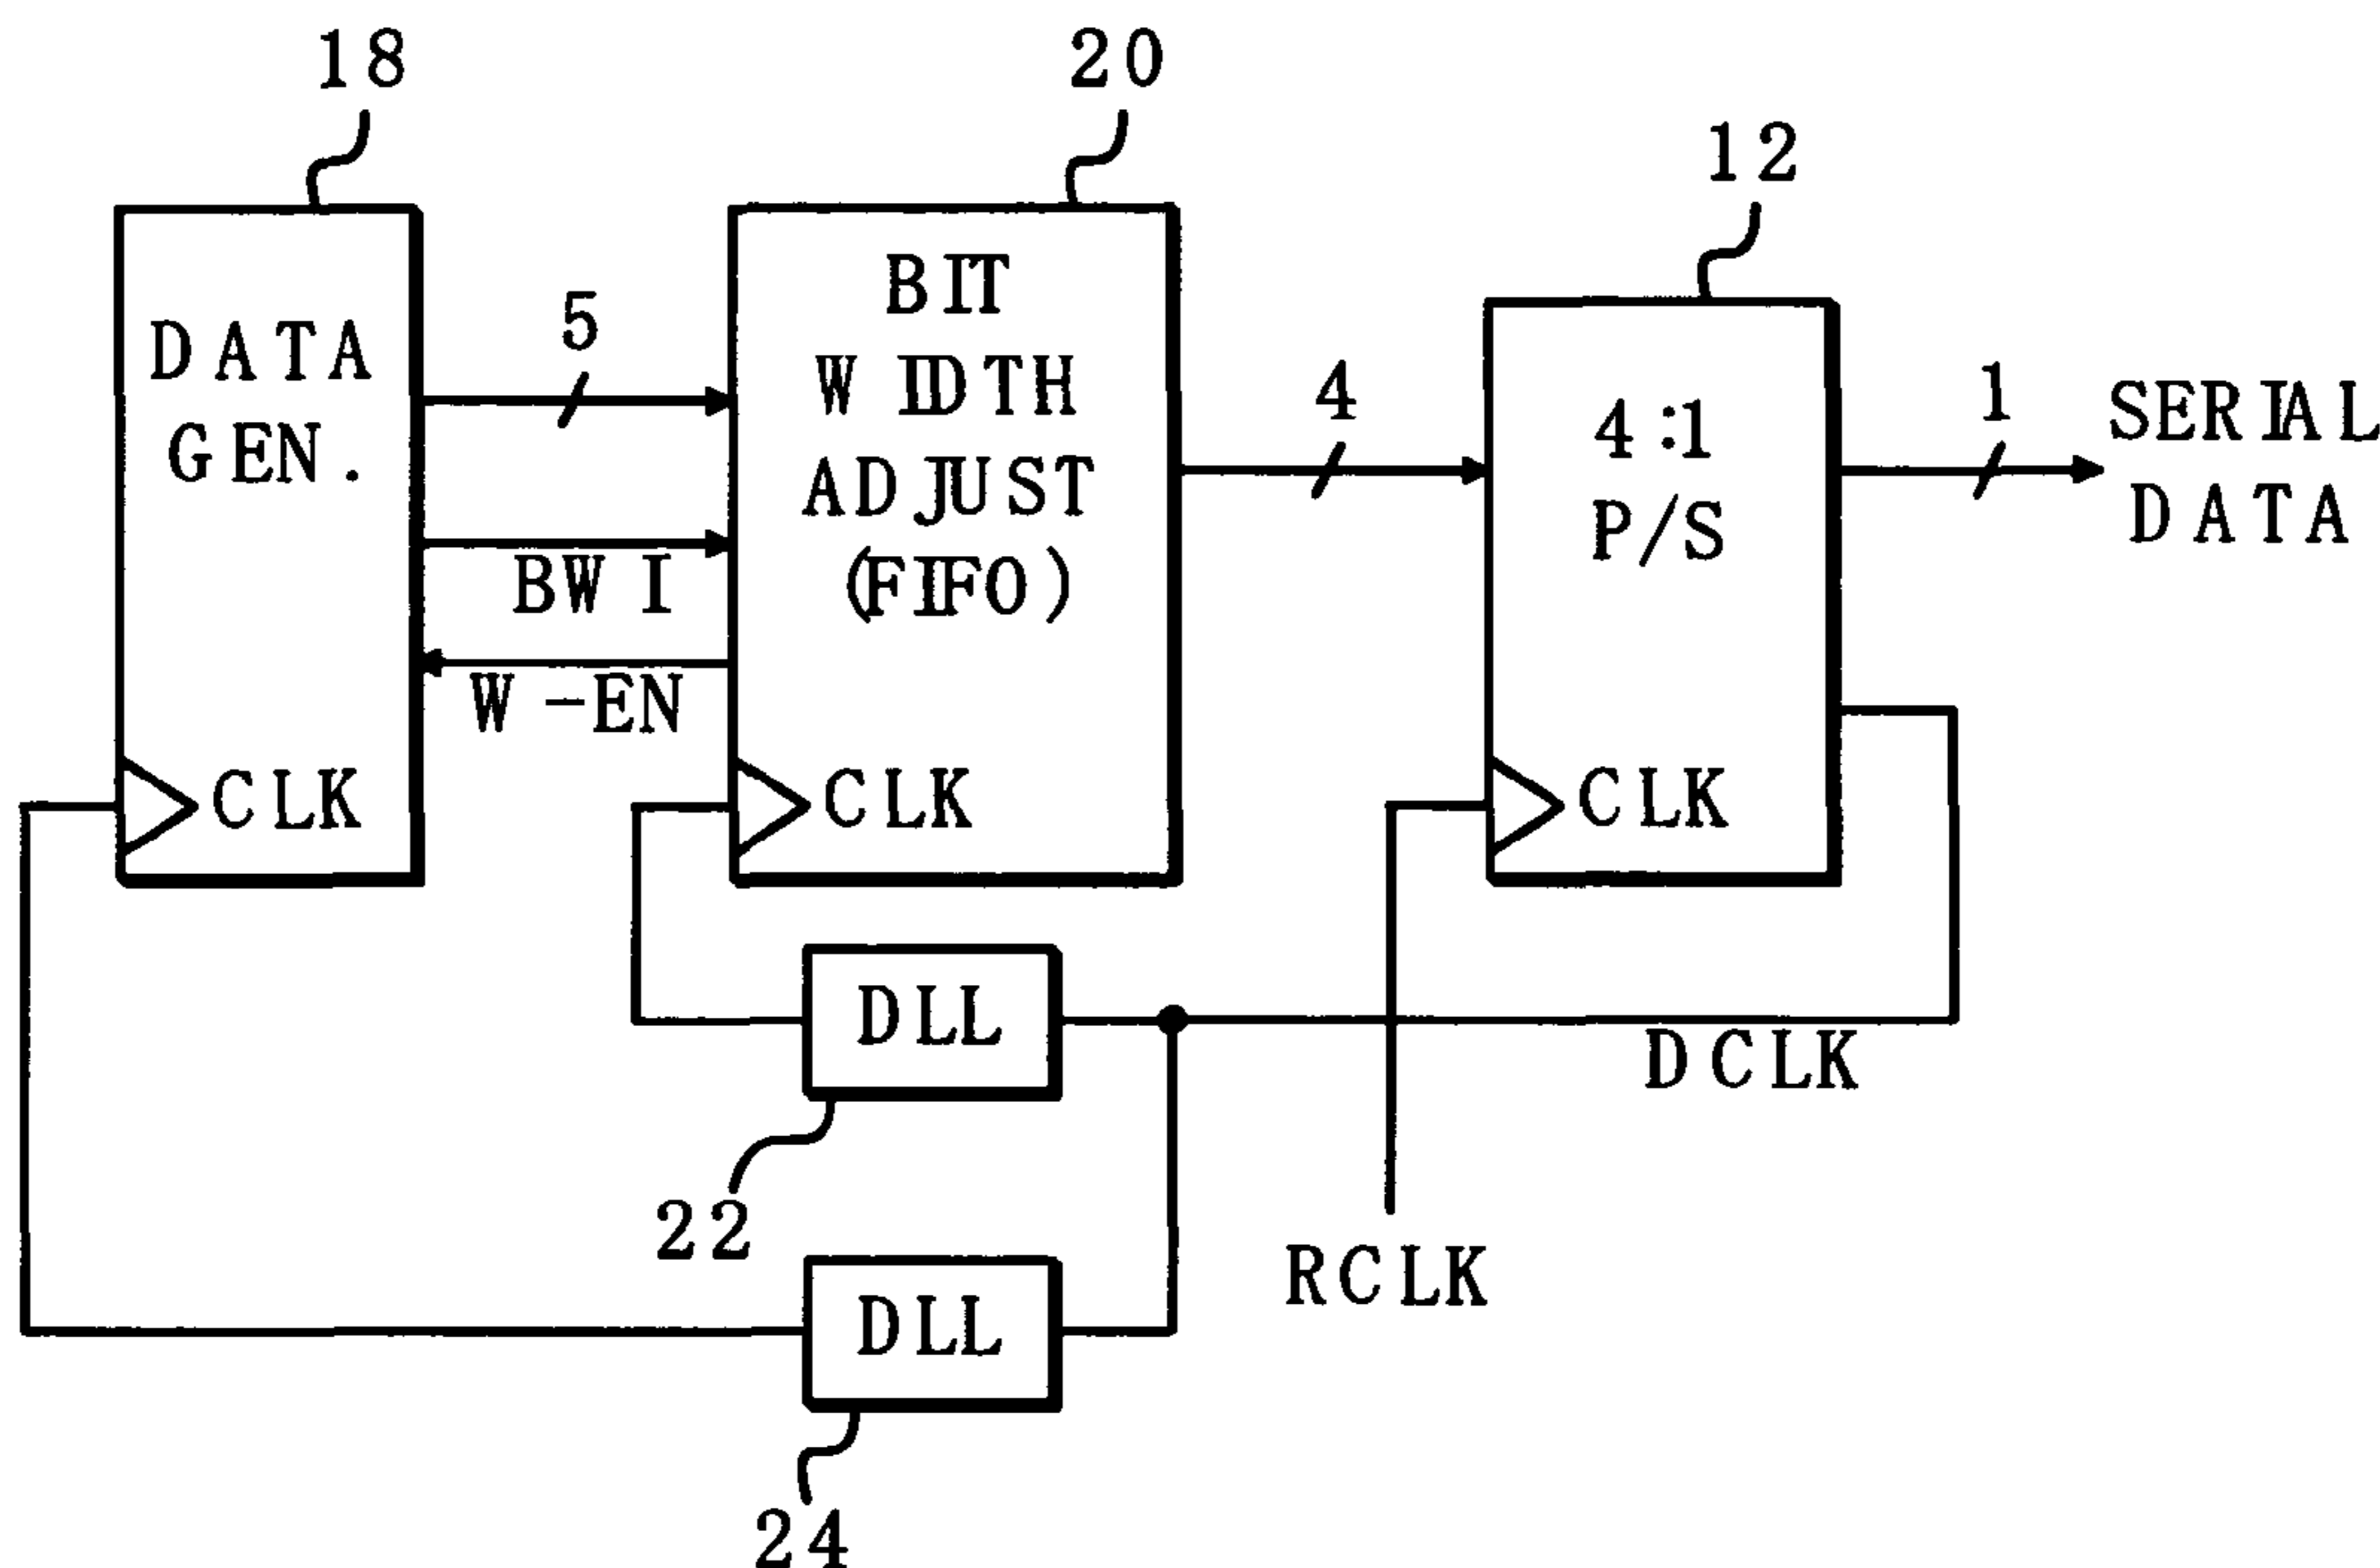 18
20
12
DATA
GEN.
CLK
5
BWI
W-EN
BIT
WIDTH
ADJUST
(FIFO)
CLK
4
4:1
P/S
CLK
1
SERIAL
DATA
DLL
22
DCLK
RCLK
DLL
24